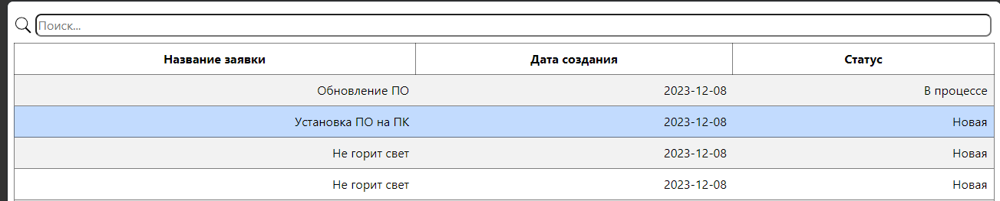 Поиск...
Название заявки Дата создания Статус
Обновление ПО 2023-12-08 В процессе
Установка ПО на ПК 2023-12-08 Новая
Не горит свет 2023-12-08 Новая
Не горит свет 2023-12-08 Новая